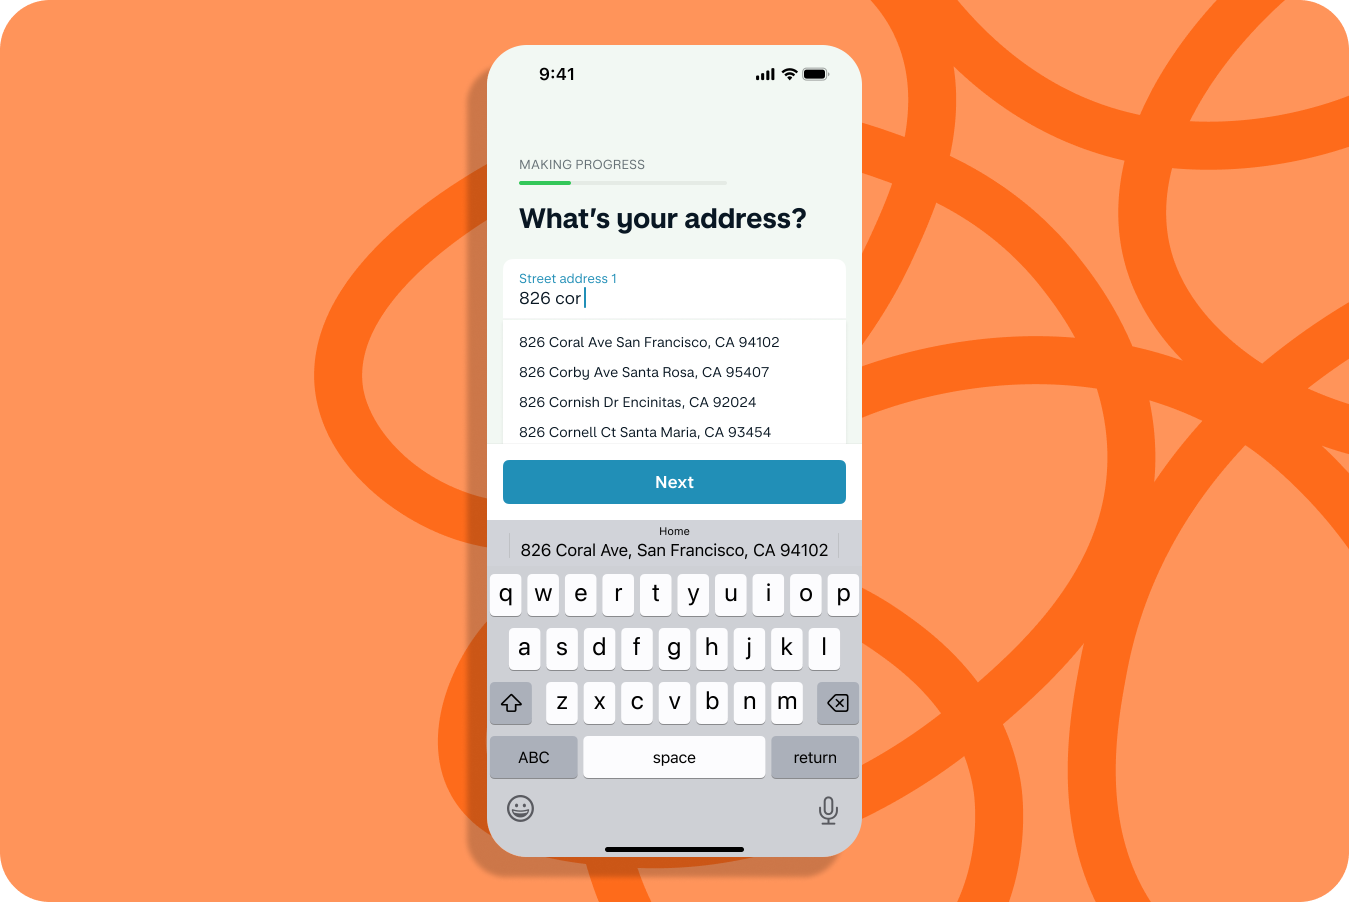 9:41
MAKING PROGRESS
What's your address?
Street address 1
826 cor
826 Coral Ave San Francisco, CA 94102
826 Corby Ave Santa Rosa, CA 95407
826 Cornish Dr Encinitas, CA 92024
826 Cornell Ct Santa Maria, CA 93454
Next
Home
826 Coral Ave, San Francisco, CA 94102
q w e r t y u i o p
a s d f g h j k l
z x c v b n m
ABC space return